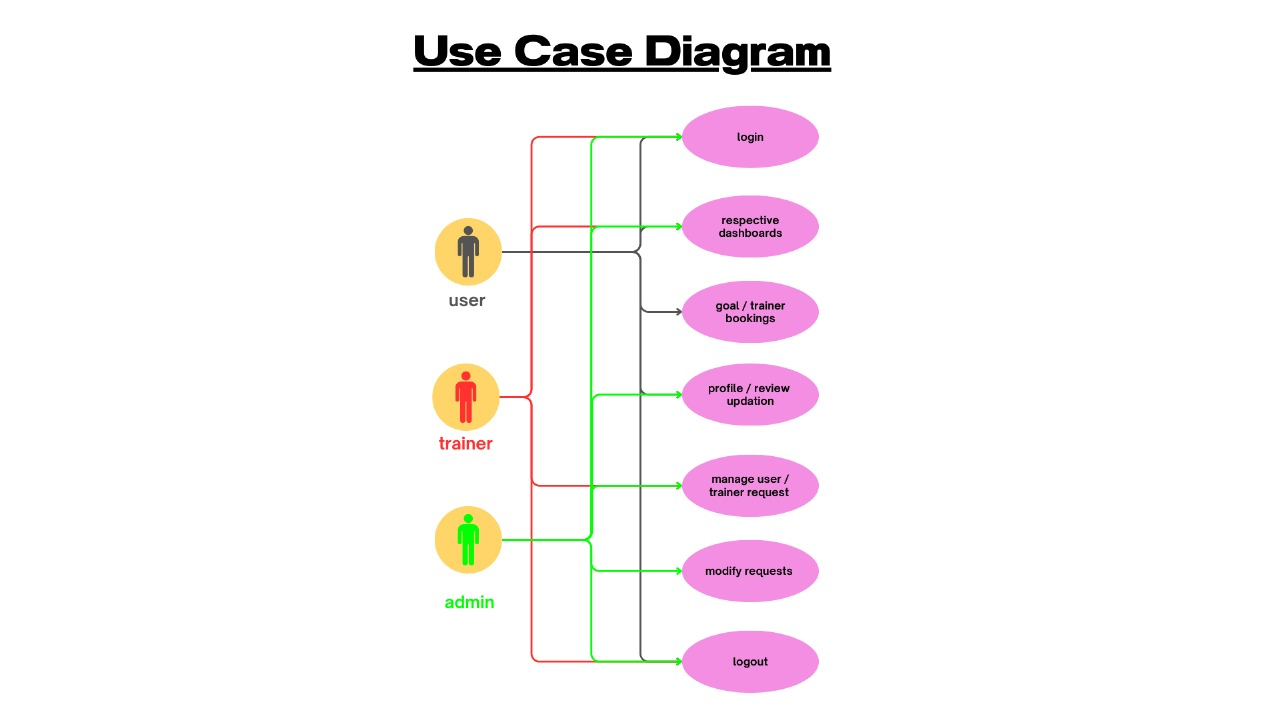 Use Case Diagram
login
respective
dashboards
user
goal / trainer
bookings
profile / review
updation
trainer
manage user /
trainer request
modify requests
admin
logout